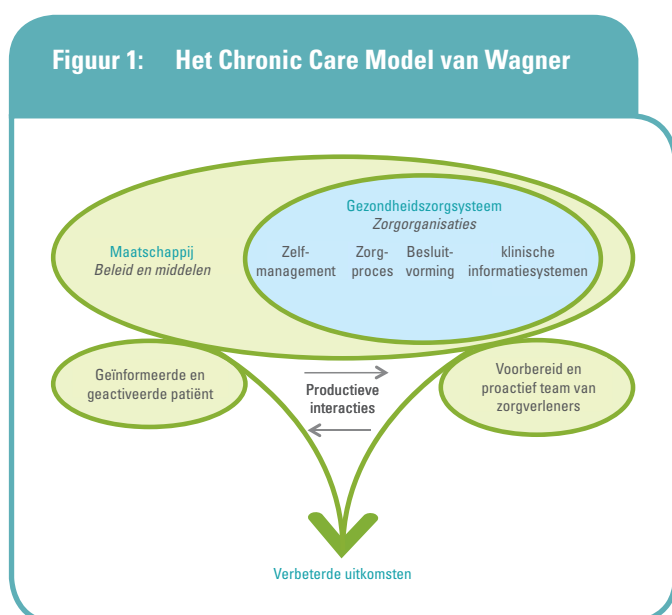 Figuur 1: Het Chronic Care Model van Wagner
Gezondheidszorgsysteem
Zorgorganisaties
Maatschappij
Beleid en middelen
Zelf-
management
Zorg-
proces
Besluit-
vorming
klinische
informatiesystemen
Geïnformeerde en
geactiveerde patiënt
Productieve
interacties
Voorbereid en
proactief team van
zorgverleners
Verbeterde uitkomsten